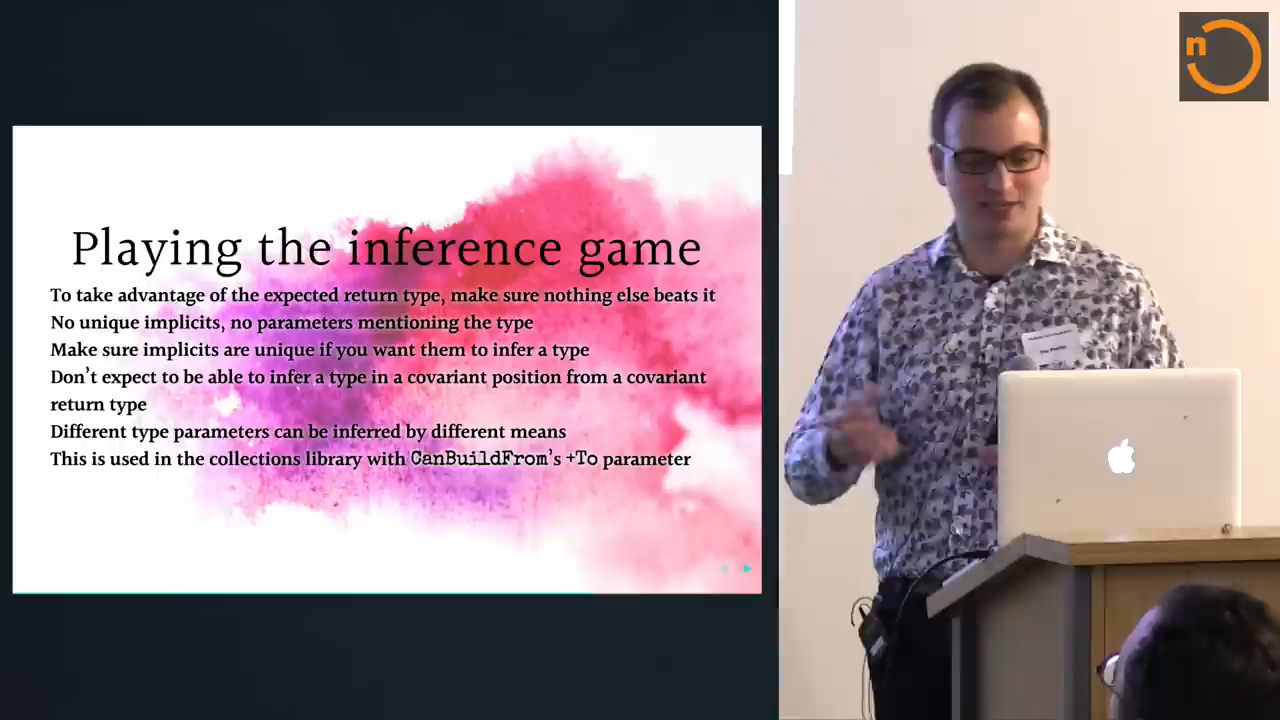 n
Playing the inference game
To take advantage of the expected return type, make sure nothing else beats it
No unique implicits, no parameters mentioning the type
Make sure implicits are unique if you want them to infer a type
Don't expect to be able to infer a type in a covariant position from a covariant
return type
Different type parameters can be inferred by different means
This is used in the collections library with CanBuildFrom's +To parameter